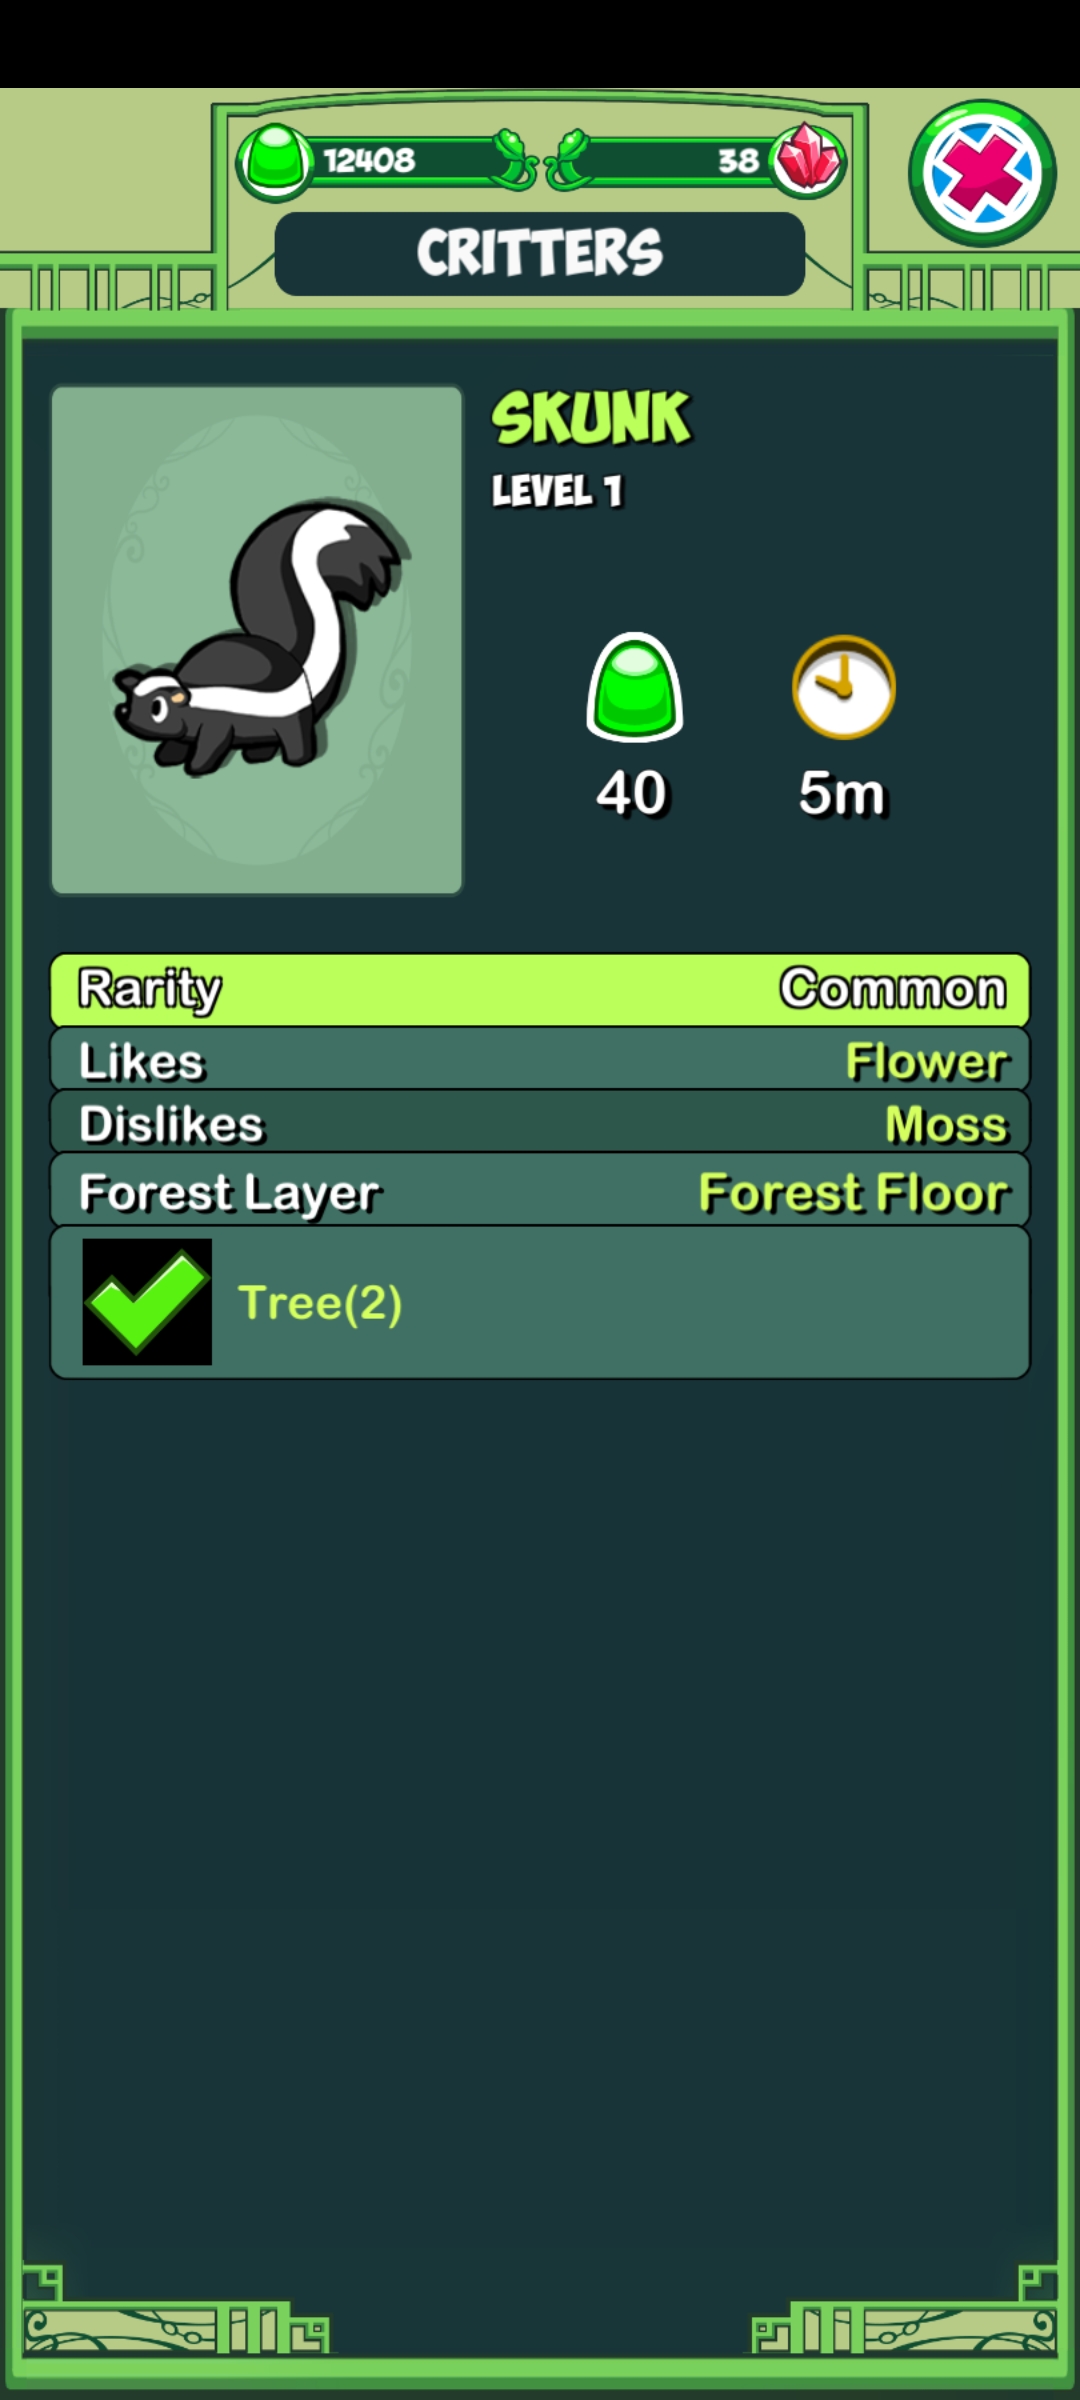 12408
38
CRITTERS
SKUNK
LEVEL 1
40
5m
Rarity Common
Likes Flower
Dislikes Moss
Forest Layer Forest Floor
Tree(2)